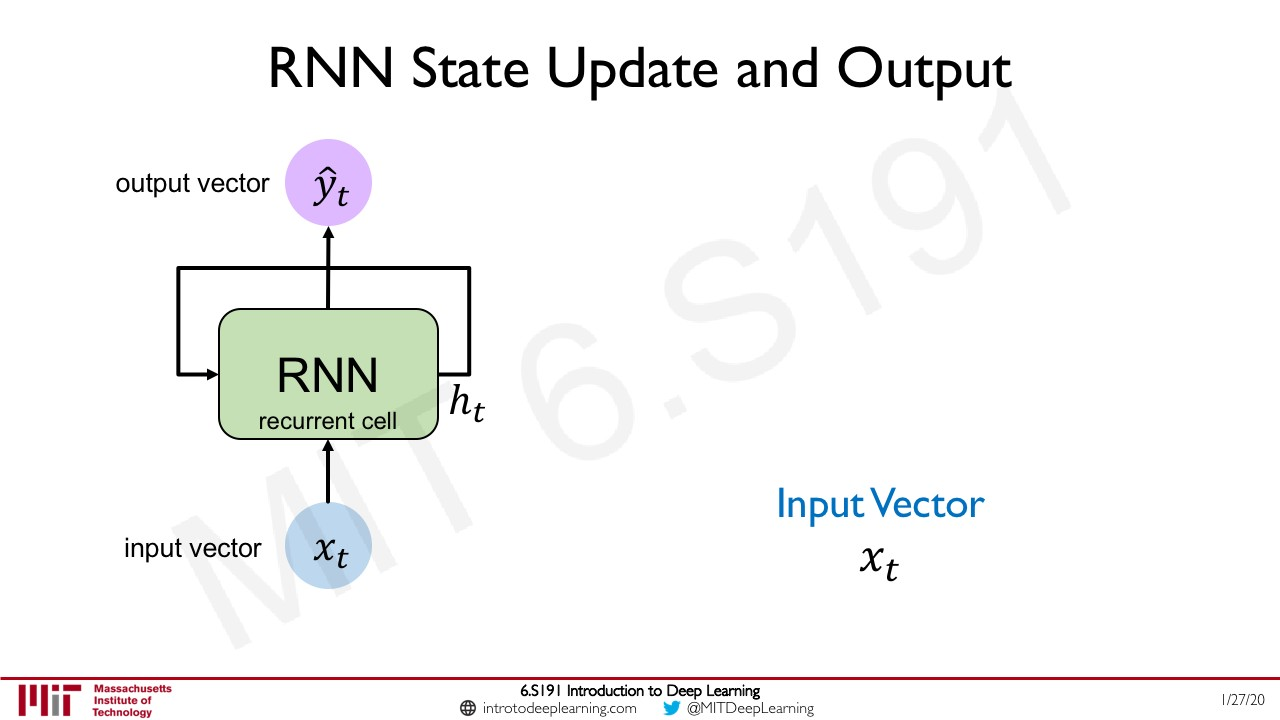 RNN State Update and Output
output vector
ŷₜ
RNN
recurrent cell
hₜ
input vector
xₜ
Input Vector
xₜ
MIT 6.S191
Massachusetts
Institute of
Technology
6.S191 Introduction to Deep Learning
introtodeeplearning.com @MITDeepLearning
1/27/20